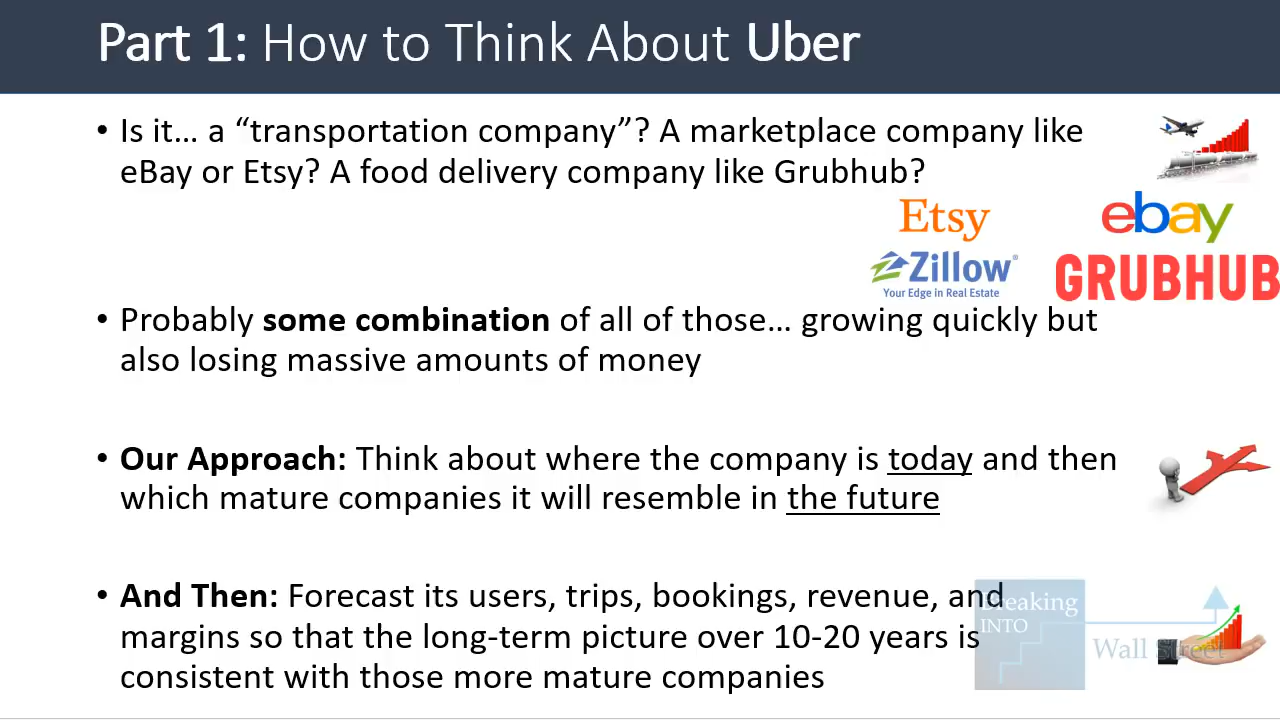 Part 1: How to Think About Uber
• Is it… a “transportation company”? A marketplace company like
eBay or Etsy? A food delivery company like Grubhub?
Etsy
ebay
Zillow®
GRUBHUB
Your Edge in Real Estate
• Probably some combination of all of those… growing quickly but
also losing massive amounts of money
• Our Approach: Think about where the company is today and then
which mature companies it will resemble in the future
• And Then: Forecast its users, trips, bookings, revenue, and
margins so that the long-term picture over 10-20 years is
consistent with those more mature companies
Breaking
INTO
Wall Street